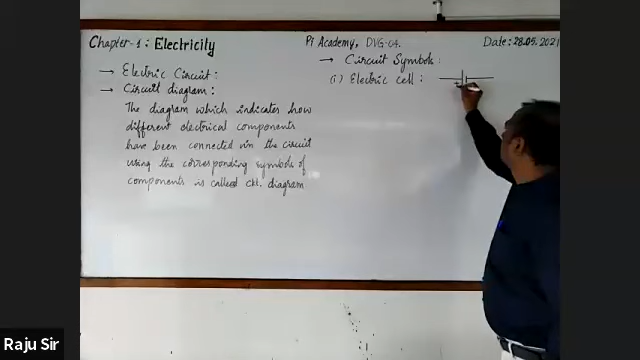 Chapter-1: Electricity
Pi Academy, DVG-04.
Date: 28.05.2021
→ Electric Circuit:
→ Circuit diagram:
The diagram which indicates how
different electrical components
have been connected in the circuit
using the corresponding symbols of
components is called ckt. diagram
→ Circuit Symbols:
(i) Electric cell:
+
Raju Sir